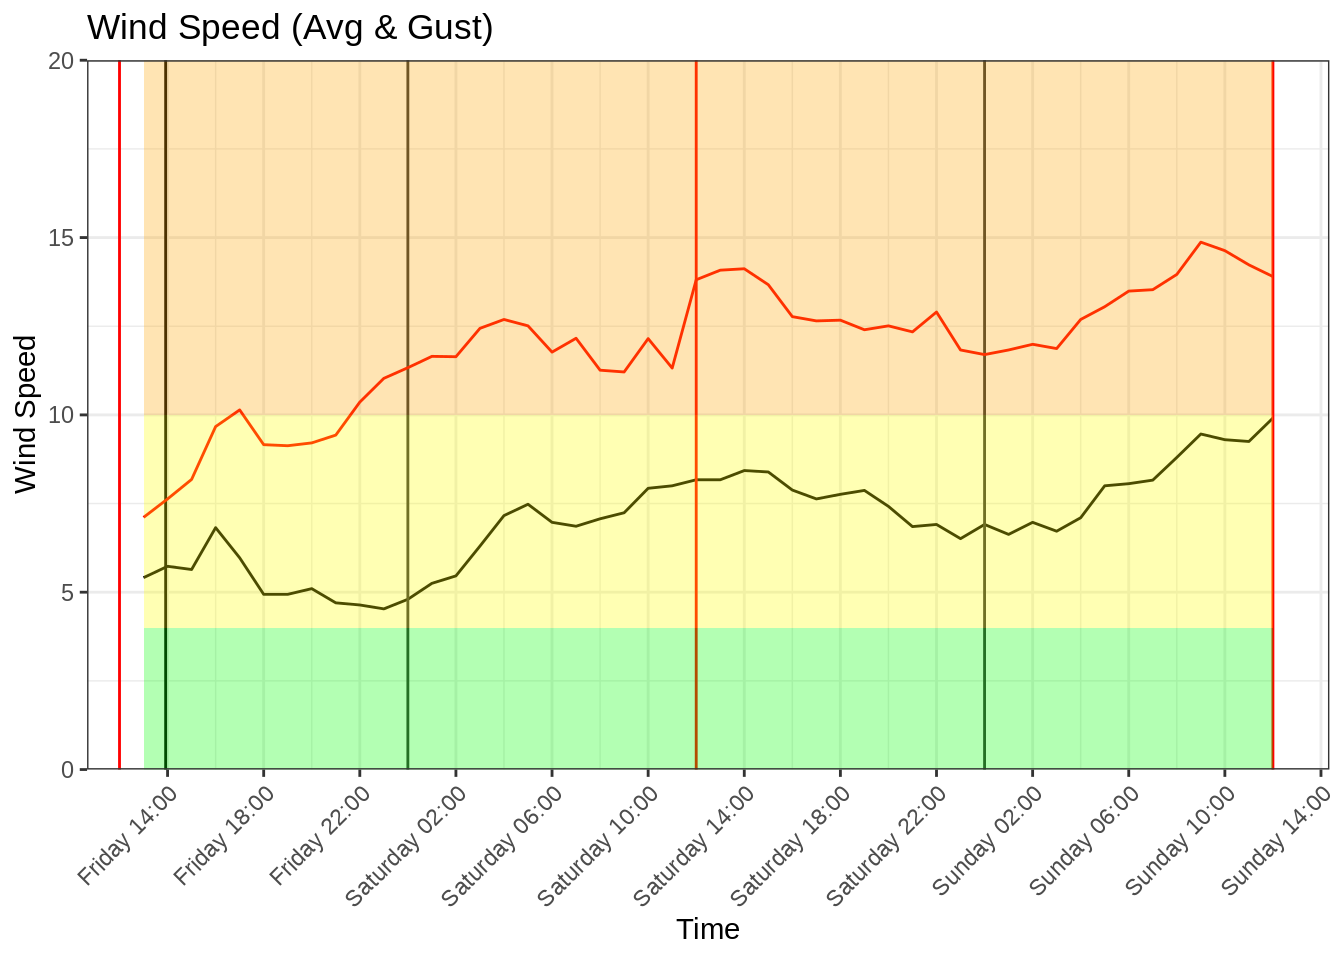 Wind Speed (Avg & Gust)
20
15
10
5
0
Wind Speed
Friday 14:00
Friday 18:00
Friday 22:00
Saturday 02:00
Saturday 06:00
Saturday 10:00
Saturday 14:00
Saturday 18:00
Saturday 22:00
Sunday 02:00
Sunday 06:00
Sunday 10:00
Sunday 14:00
Time